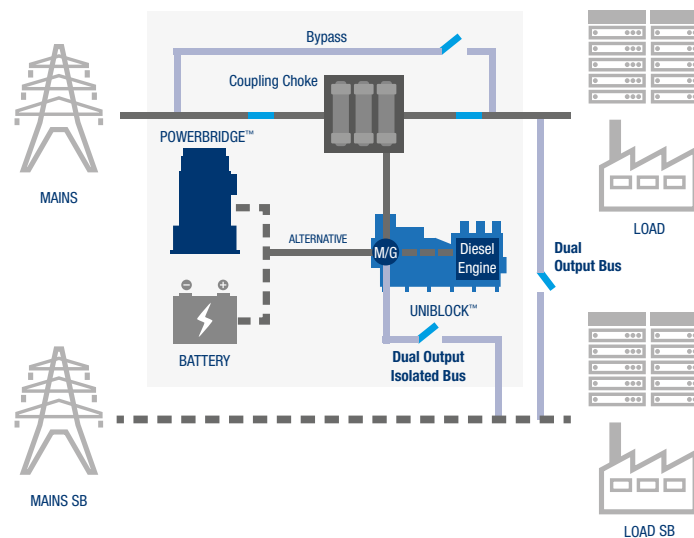 Bypass
Coupling Choke
POWERBRIDGE™
MAINS
LOAD
ALTERNATIVE
M/G
Diesel
Engine
Dual
Output Bus
UNIBLOCK™
BATTERY
Dual Output
Isolated Bus
MAINS SB
LOAD SB